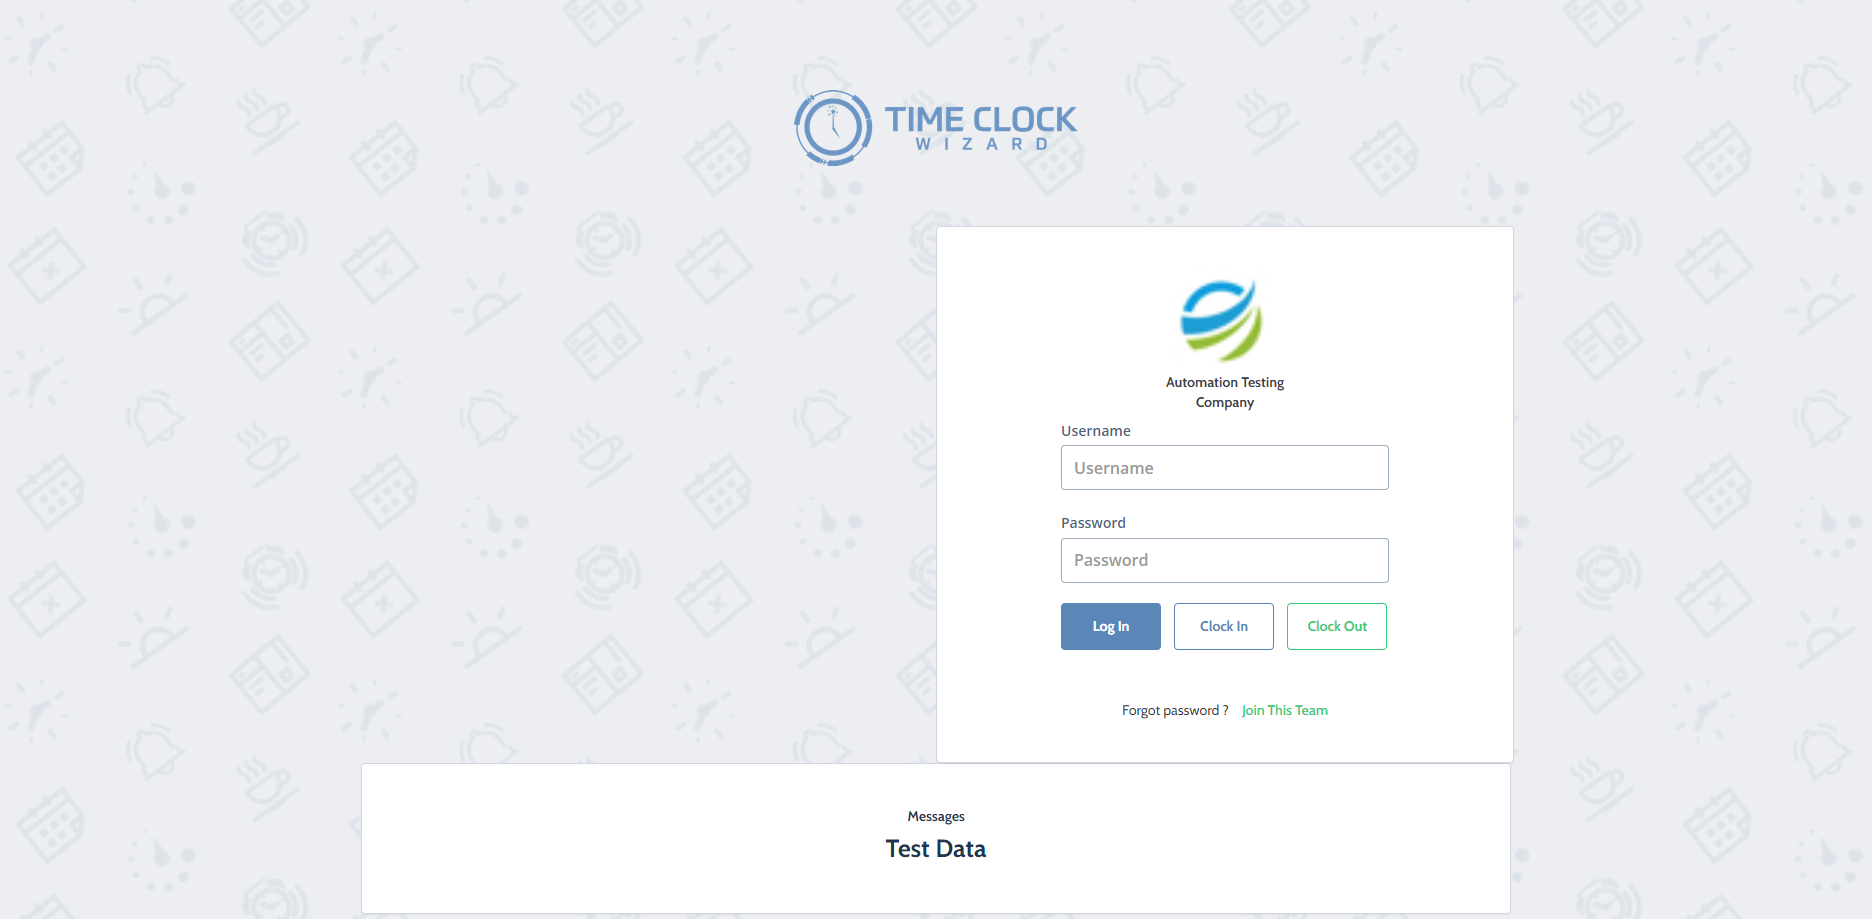 TIME CLOCK
WIZARD
Automation Testing
Company
Username
Username
Password
Password
Log In
Clock In
Clock Out
Forgot password ?
Join This Team
Messages
Test Data